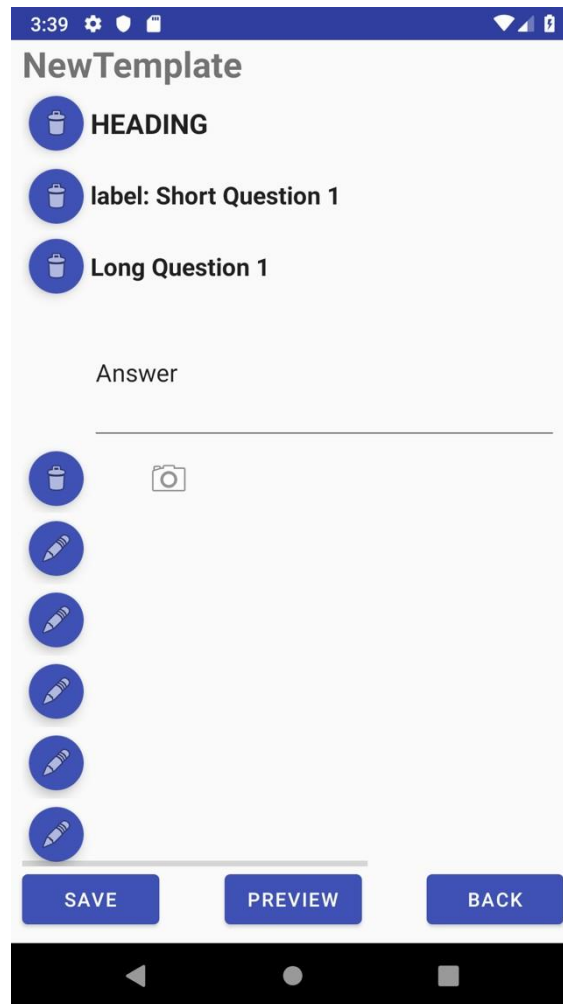 3:39
NewTemplate
HEADING
label: Short Question 1
Long Question 1
Answer
SAVE PREVIEW BACK